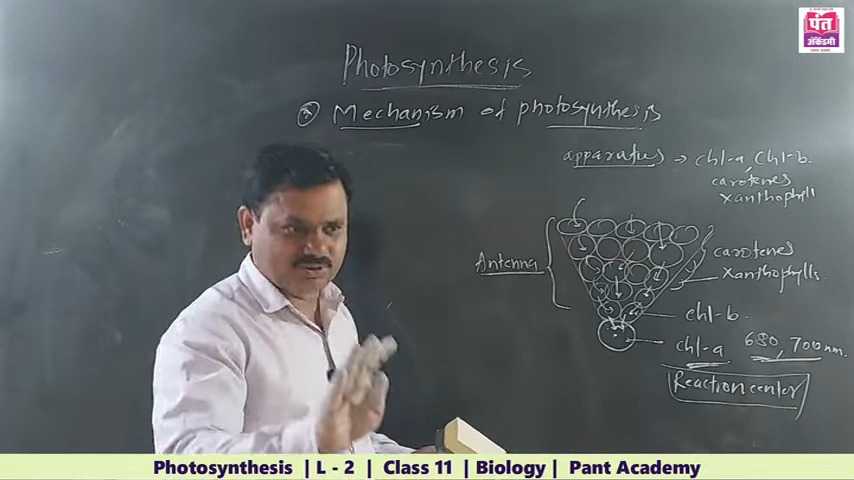 पंत
अ‍ॅकॅडमी
Photosynthesis
Mechanism of photosynthesis
apparatus → Chl-a, Chl-b.
carotenes
xanthophyll
Antenna
carotenes
xanthophylls.
chl-b.
chl-a 680, 700nm.
Reaction center
Photosynthesis | L - 2 | Class 11 | Biology | Pant Academy